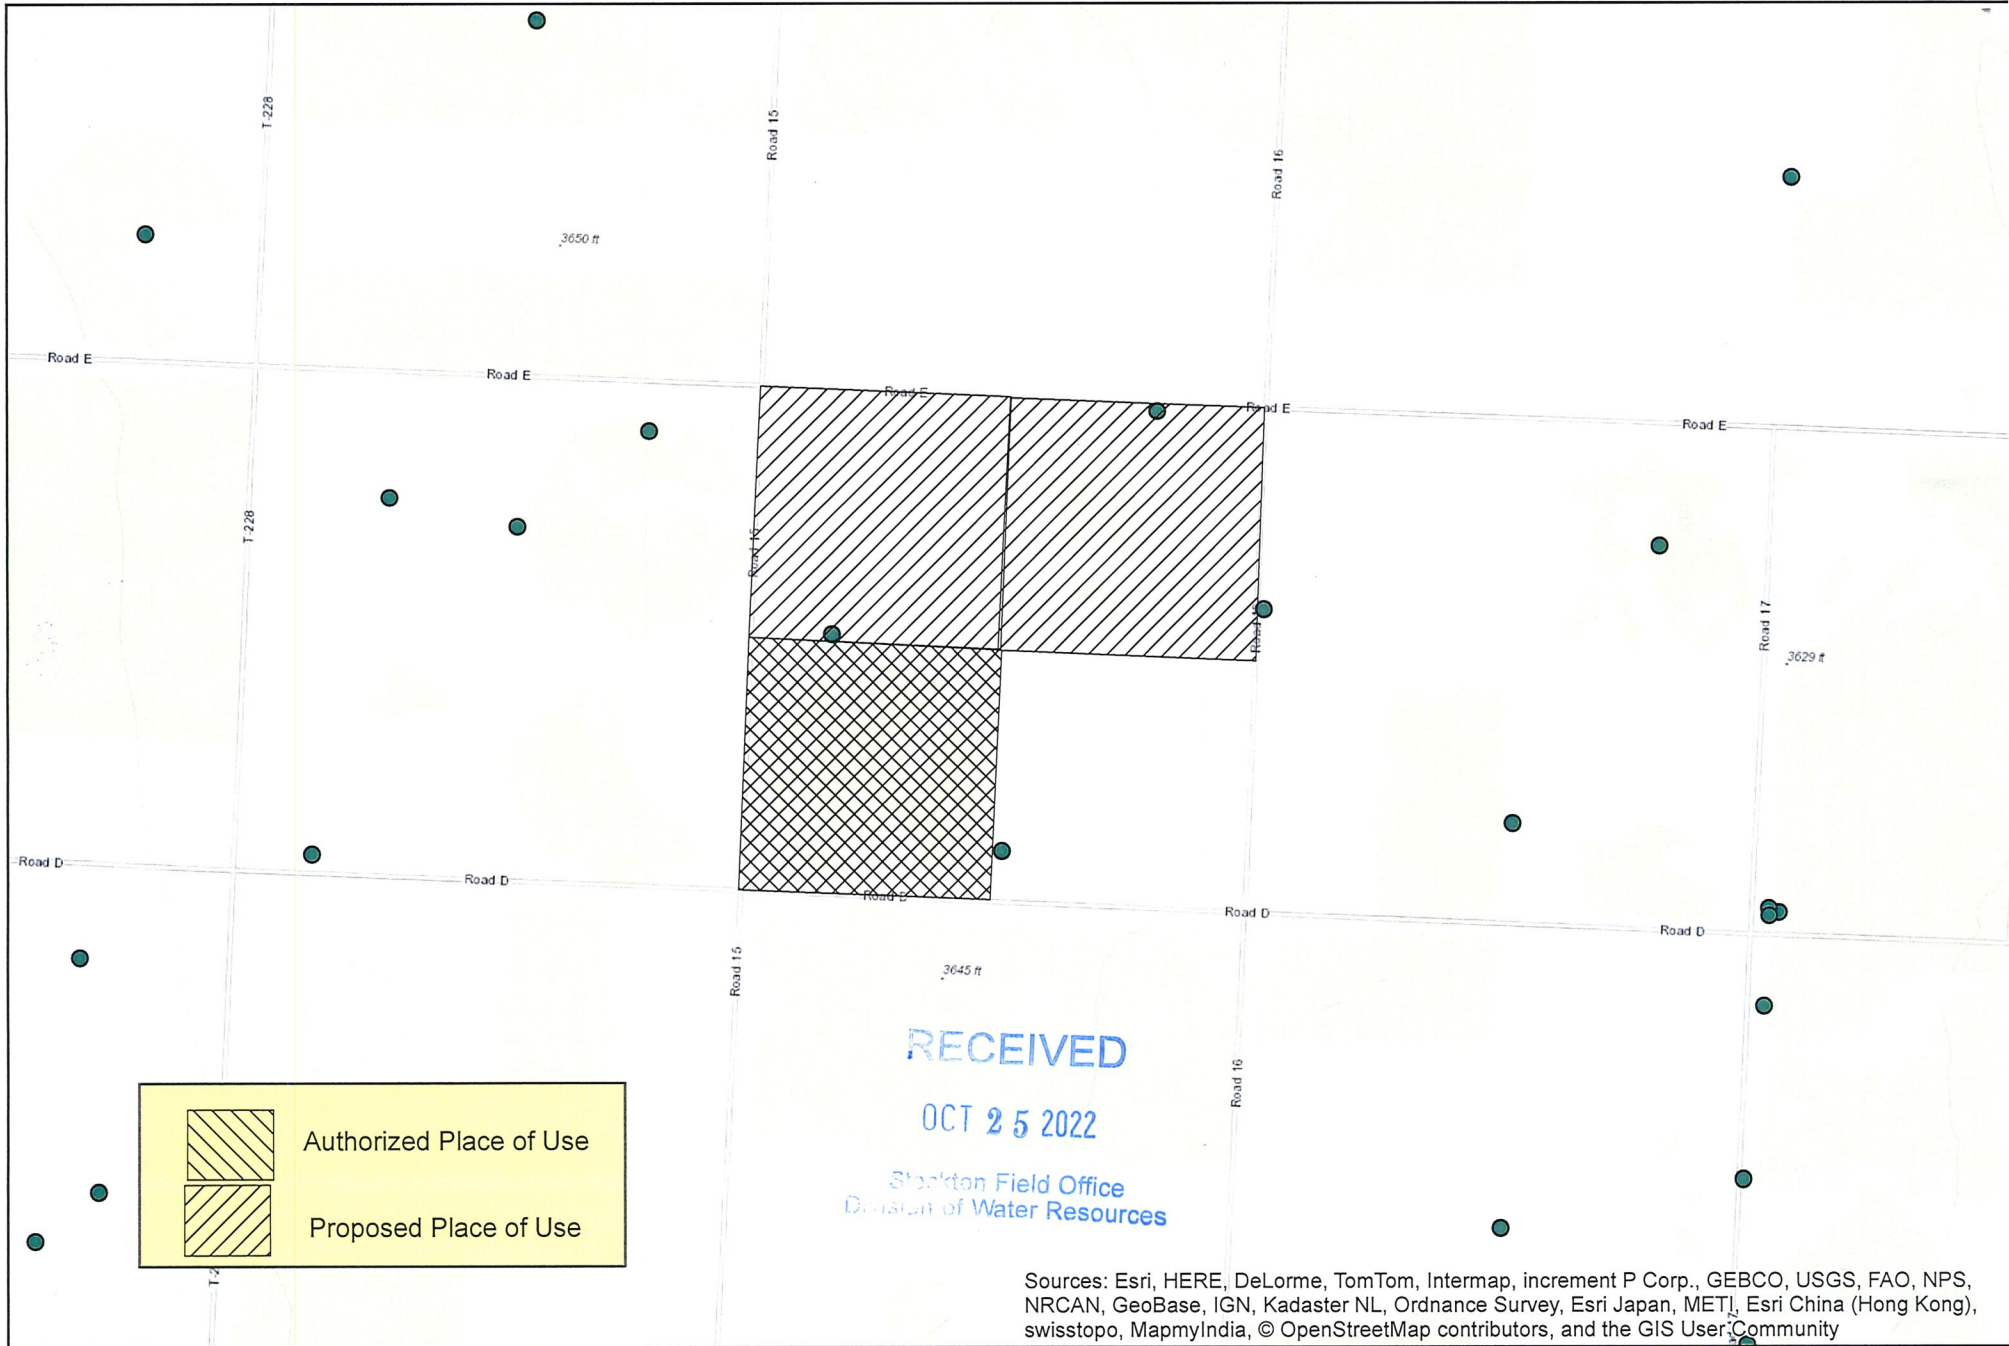 T-228
Road 15
Road 16
3650 ft
Road E
Road E
Road E
Road E
Road E
T-228
Road 15
Road 17
3629 ft
Road D
Road D
Road D
Road D
Road D
Road 15
3645 ft
Road 16
RECEIVED
OCT 25 2022
Stockton Field Office
Division of Water Resources
Authorized Place of Use
Proposed Place of Use
Sources: Esri, HERE, DeLorme, TomTom, Intermap, increment P Corp., GEBCO, USGS, FAO, NPS,
NRCAN, GeoBase, IGN, Kadaster NL, Ordnance Survey, Esri Japan, METI, Esri China (Hong Kong),
swisstopo, MapmyIndia, © OpenStreetMap contributors, and the GIS User Community